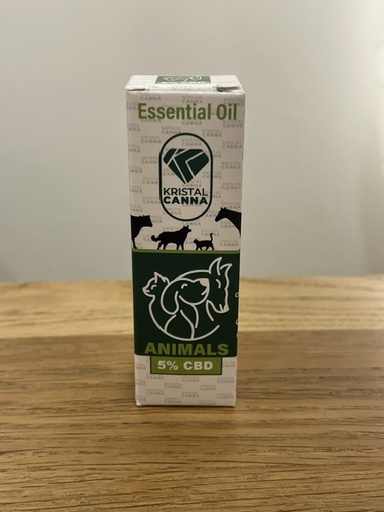 Essential Oil
KRISTAL
CANNA
ANIMALS
5% CBD